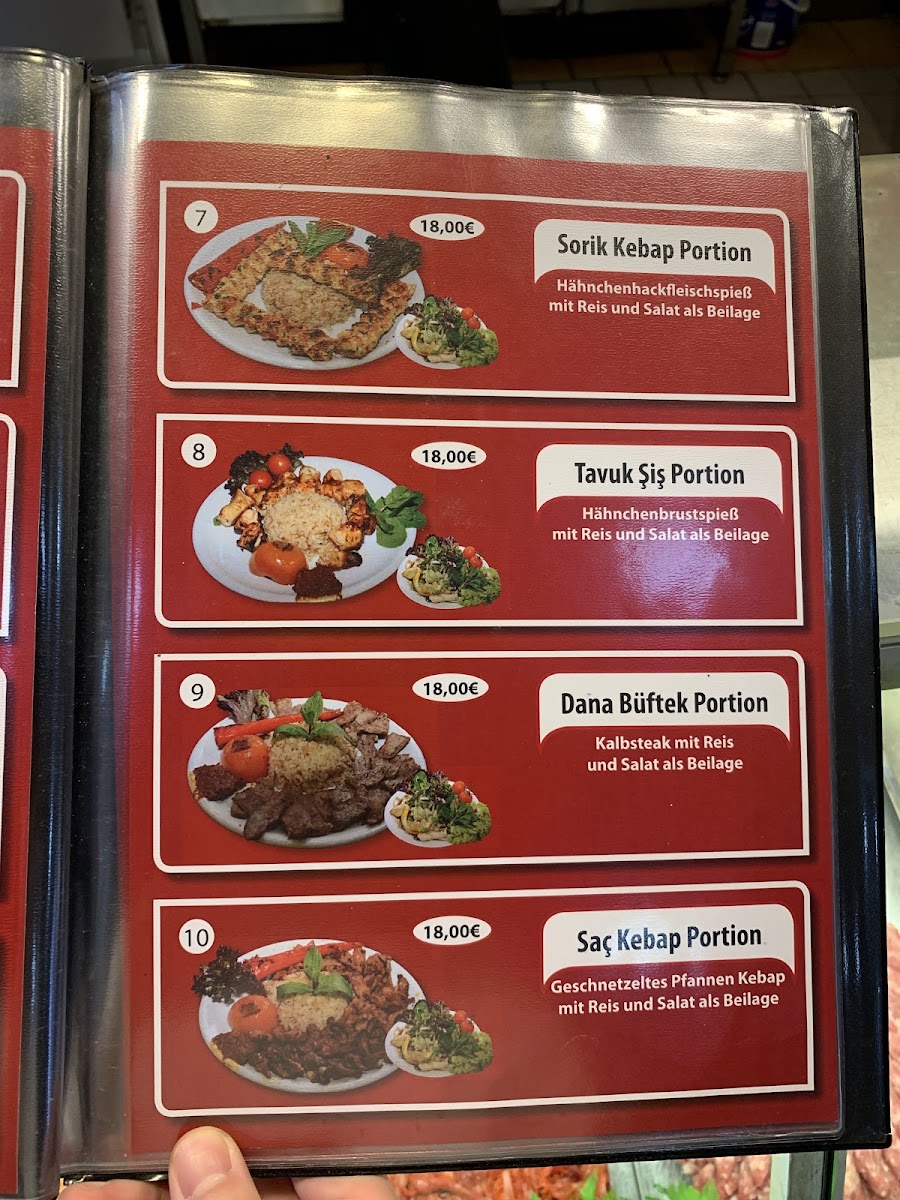 7
18,00€
Sorik Kebap Portion
Hähnchenhackfleischspieß
mit Reis und Salat als Beilage
8
18,00€
Tavuk Şiş Portion
Hähnchenbrustspieß
mit Reis und Salat als Beilage
9
18,00€
Dana Büftek Portion
Kalbsteak mit Reis
und Salat als Beilage
10
18,00€
Saç Kebap Portion
Geschnetzeltes Pfannen Kebap
mit Reis und Salat als Beilage